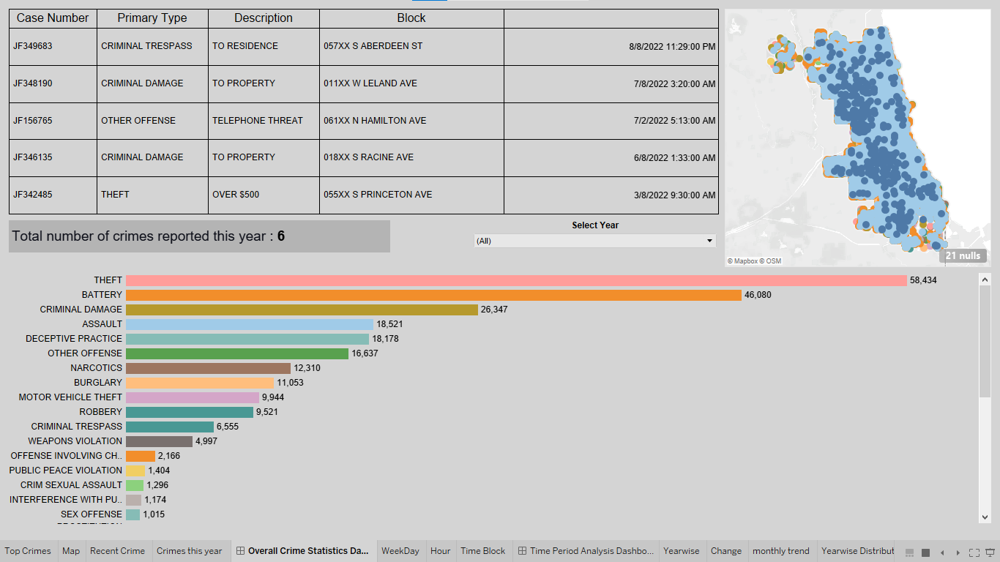 Case Number Primary Type Description Block
JF349683 CRIMINAL TRESPASS TO RESIDENCE 057XX S ABERDEEN ST 8/8/2022 11:29:00 PM
JF348190 CRIMINAL DAMAGE TO PROPERTY 011XX W LELAND AVE 7/8/2022 3:20:00 AM
JF156765 OTHER OFFENSE TELEPHONE THREAT 061XX N HAMILTON AVE 7/2/2022 5:13:00 AM
JF346135 CRIMINAL DAMAGE TO PROPERTY 018XX S RACINE AVE 6/8/2022 1:33:00 AM
JF342485 THEFT OVER $500 055XX S PRINCETON AVE 3/8/2022 9:30:00 AM
Total number of crimes reported this year : 6
Select Year
(All)
21 nulls
© Mapbox © OSM
THEFT 58,434
BATTERY 46,080
CRIMINAL DAMAGE 26,347
ASSAULT 18,521
DECEPTIVE PRACTICE 18,178
OTHER OFFENSE 16,637
NARCOTICS 12,310
BURGLARY 11,053
MOTOR VEHICLE THEFT 9,944
ROBBERY 9,521
CRIMINAL TRESPASS 6,555
WEAPONS VIOLATION 4,997
OFFENSE INVOLVING CH.. 2,166
PUBLIC PEACE VIOLATION 1,404
CRIM SEXUAL ASSAULT 1,296
INTERFERENCE WITH PU.. 1,174
SEX OFFENSE 1,015
Top Crimes Map Recent Crime Crimes this year Overall Crime Statistics Da... WeekDay Hour Time Block Time Period Analysis Dashbo... Yearwise Change monthly trend Yearwise Distribut